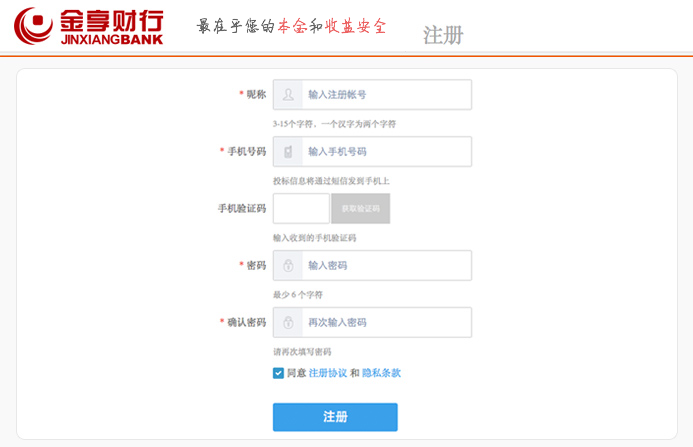 金享财行
JINXIANGBANK
最在乎您的本金和收益安全
注册
* 昵称 输入注册帐号
3-15个字符，一个汉字为两个字符
* 手机号码 输入手机号码
投标信息将通过短信发到手机上
手机验证码 获取验证码
输入收到的手机验证码
* 密码 输入密码
最少 6 个字符
* 确认密码 再次输入密码
请再次填写密码
同意 注册协议 和 隐私条款
注册